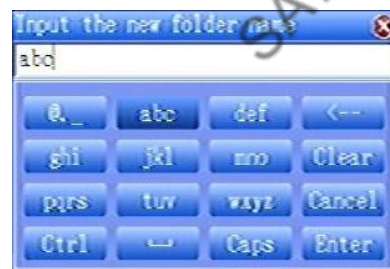 Input the new folder name
abc
@._ abc def <--
ghi jkl mno Clear
pqrs tuv wxyz Cancel
Ctrl Caps Enter